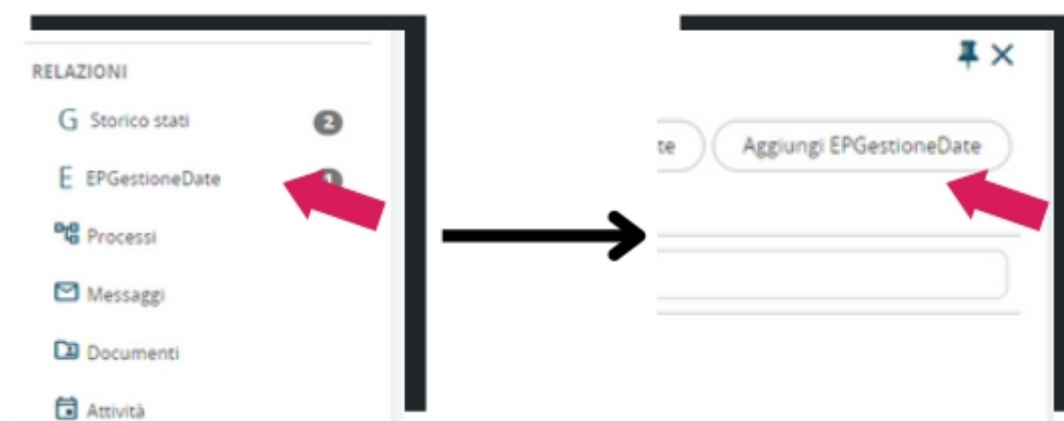 RELAZIONI
G Storico stati 2
E EPGestioneDate
Processi
Messaggi
Documenti
Attività
te
Aggiungi EPGestioneDate